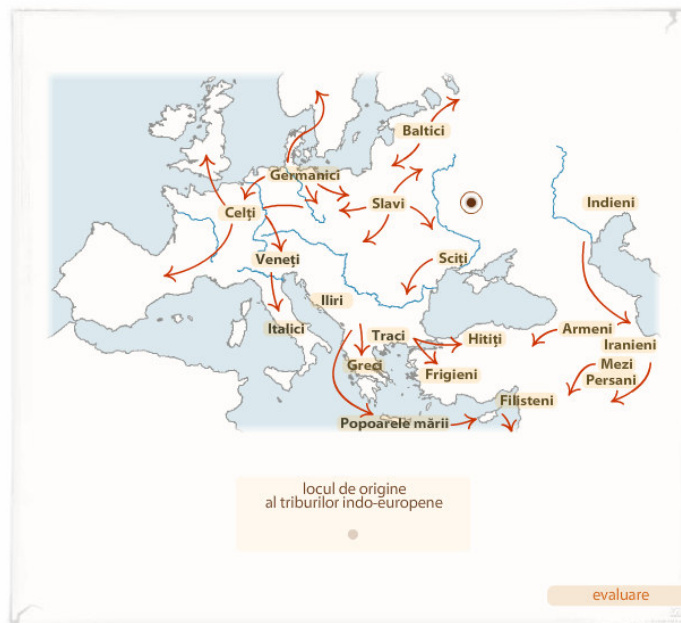 Baltici
Germanici
Slavi
Indieni
Celți
Veneți
Sciți
Iliri
Italici
Traci
Hitiți
Armeni
Iranieni
Greci
Frigieni
Mezi
Persani
Filisteni
Popoarele mării
locul de origine
al triburilor indo-europene
evaluare